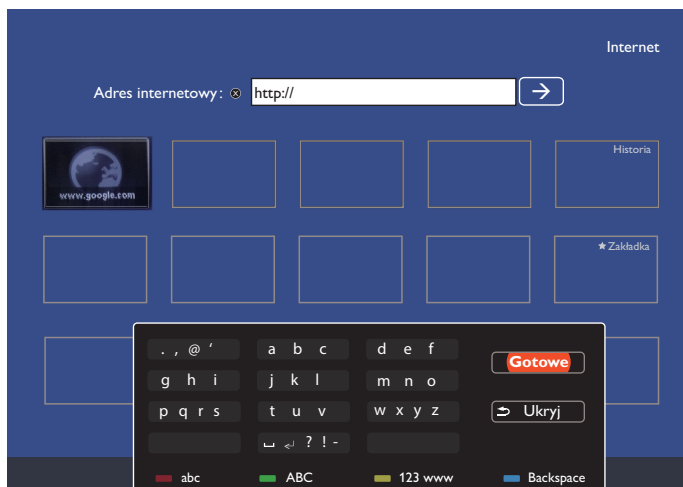 Internet
Adres internetowy: ⊗ http:// →
www.google.com
Historia
★ Zakładka
. , @ ‘ a b c d e f
Gotowe
g h i j k l m n o
p q r s t u v w x y z
Ukryj
␣ ↵ ? ! -
abc ABC 123 www Backspace